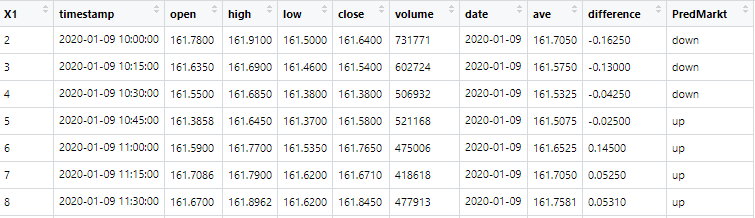 X1 timestamp open high low close volume date ave difference PredMarkt
2 2020-01-09 10:00:00 161.7800 161.9100 161.5000 161.6400 731771 2020-01-09 161.7050 -0.16250 down
3 2020-01-09 10:15:00 161.6350 161.6900 161.4600 161.5400 602724 2020-01-09 161.5750 -0.13000 down
4 2020-01-09 10:30:00 161.5500 161.6850 161.3800 161.3800 506932 2020-01-09 161.5325 -0.04250 down
5 2020-01-09 10:45:00 161.3858 161.6450 161.3700 161.5800 521168 2020-01-09 161.5075 -0.02500 up
6 2020-01-09 11:00:00 161.5900 161.7700 161.5350 161.7650 475006 2020-01-09 161.6525 0.14500 up
7 2020-01-09 11:15:00 161.7086 161.7900 161.6200 161.6710 418618 2020-01-09 161.7050 0.05250 up
8 2020-01-09 11:30:00 161.6700 161.8962 161.6200 161.8450 477913 2020-01-09 161.7581 0.05310 up